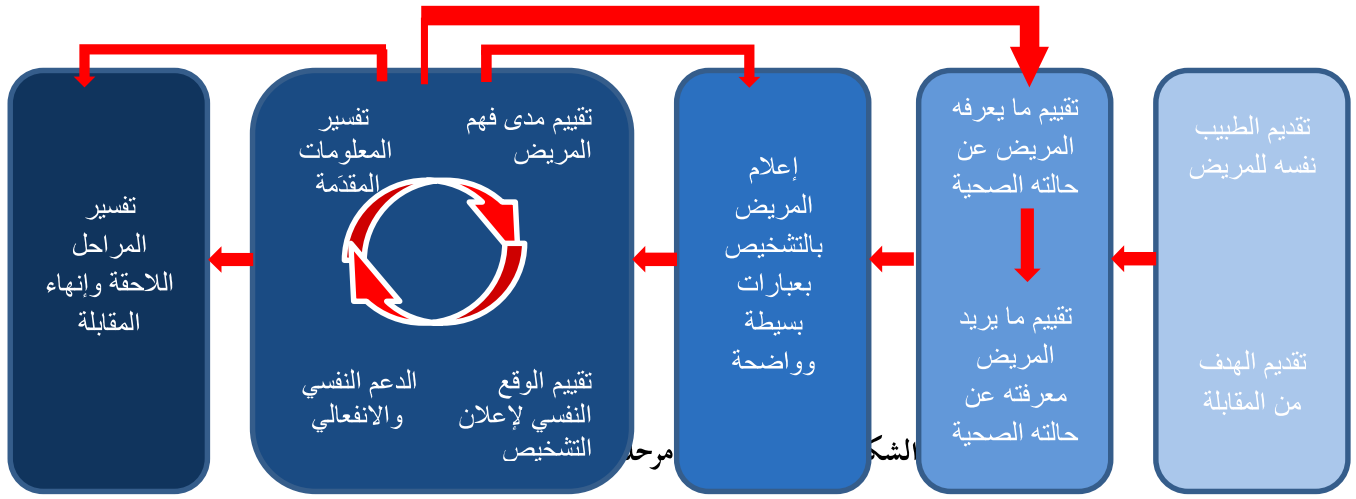 تقديم الطبيب
نفسه للمريض
تقديم الهدف
من المقابلة
تقييم ما يعرفه
المريض عن
حالته الصحية
تقييم ما يريد
المريض
معرفته عن
حالته الصحية
إعلام
المريض
بالتشخيص
بعبارات
بسيطة
وواضحة
تقييم مدى فهم
المريض
تفسير
المعلومات
المقدَمة
تقييم الوقع
النفسي لإعلان
التشخيص
الدعم النفسي
والانفعالي
تفسير
المراحل
اللاحقة وإنهاء
المقابلة